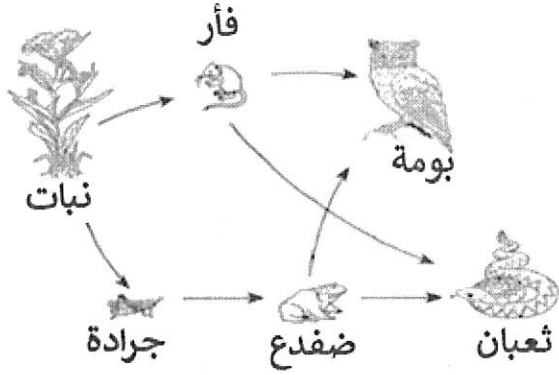 فأر
بومة
نبات
ثعبان
ضفدع
جرادة